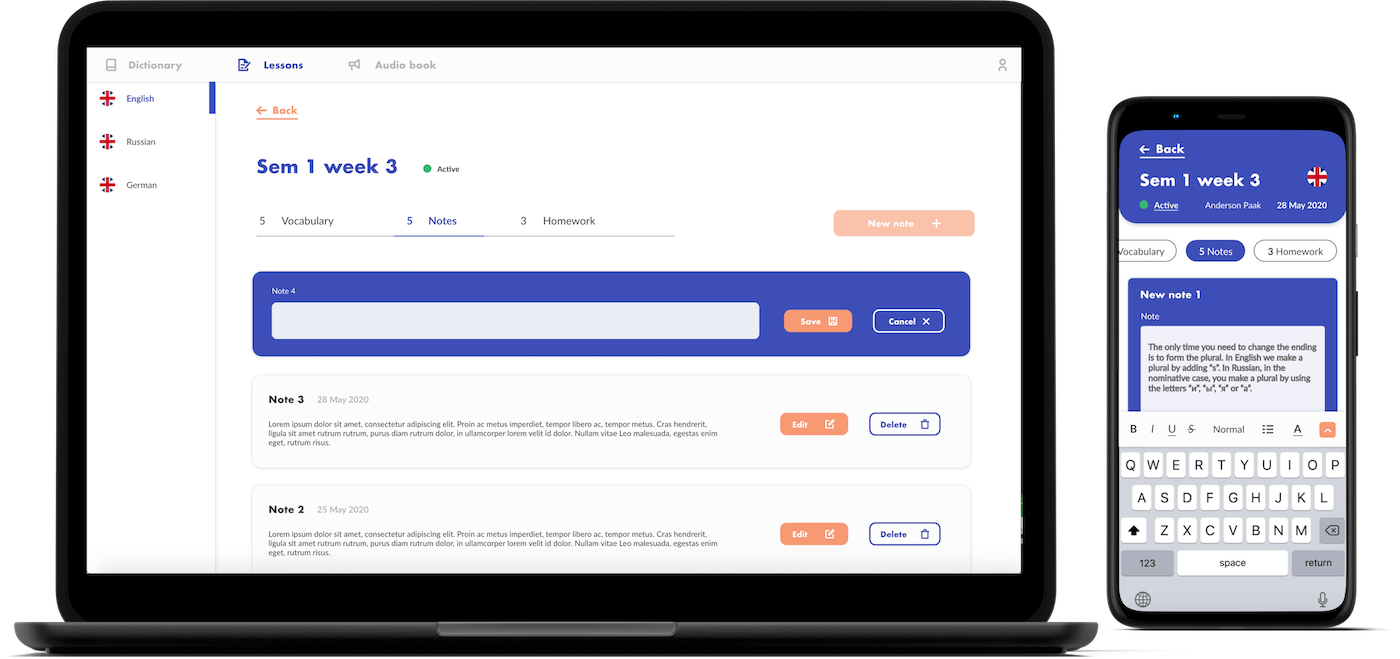 Dictionary
Lessons
Audio book
English
Russian
German
Back
Sem 1 week 3
Active
5 Vocabulary
5 Notes
3 Homework
New note +
Note 4
Save
Cancel
Note 3 28 May 2020
Lorem ipsum dolor sit amet, consectetur adipiscing elit. Proin ac metus imperdiet, tempor libero ac, tempor metus. Cras hendrerit,
ligula sit amet rutrum rutrum, purus diam rutrum dolor, in ullamcorper lorem velit id dolor. Nullam vitae Leo malesuada, egestas enim
eget, rutrum risus.
Edit
Delete
Note 2 25 May 2020
Lorem ipsum dolor sit amet, consectetur adipiscing elit. Proin ac metus imperdiet, tempor libero ac, tempor metus. Cras hendrerit,
ligula sit amet rutrum rutrum, purus diam rutrum dolor, in ullamcorper lorem velit id dolor. Nullam vitae Leo malesuada, egestas enim
eget, rutrum risus.
Edit
Delete
Back
Sem 1 week 3
Active Anderson Paak 28 May 2020
Vocabulary
5 Notes
3 Homework
New note 1
Note
The only time you need to change the ending
is to form the plural. In English we make a
plural by adding "s". In Russian, in the
nominative case, you make a plural by using
the letters "и", "ы", "я" or "а".
B I U S Normal A
Q W E R T Y U I O P
A S D F G H J K L
Z X C V B N M
123 space return